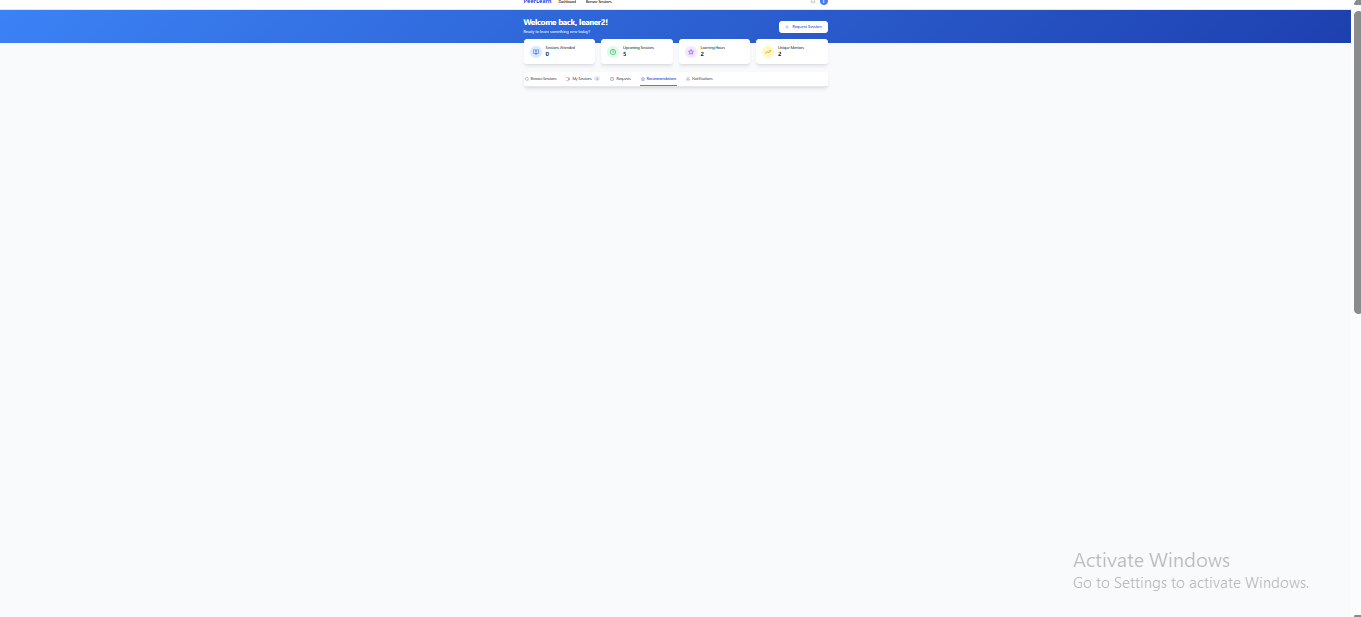 PeerLearn Dashboard Browse Sessions
Welcome back, leaner2!
Ready to learn something new today?
Request Session
Sessions Attended
0
Upcoming Sessions
5
Learning Hours
2
Unique Mentors
2
Browse Sessions My Sessions Requests Recommendations Notifications
Activate Windows
Go to Settings to activate Windows.